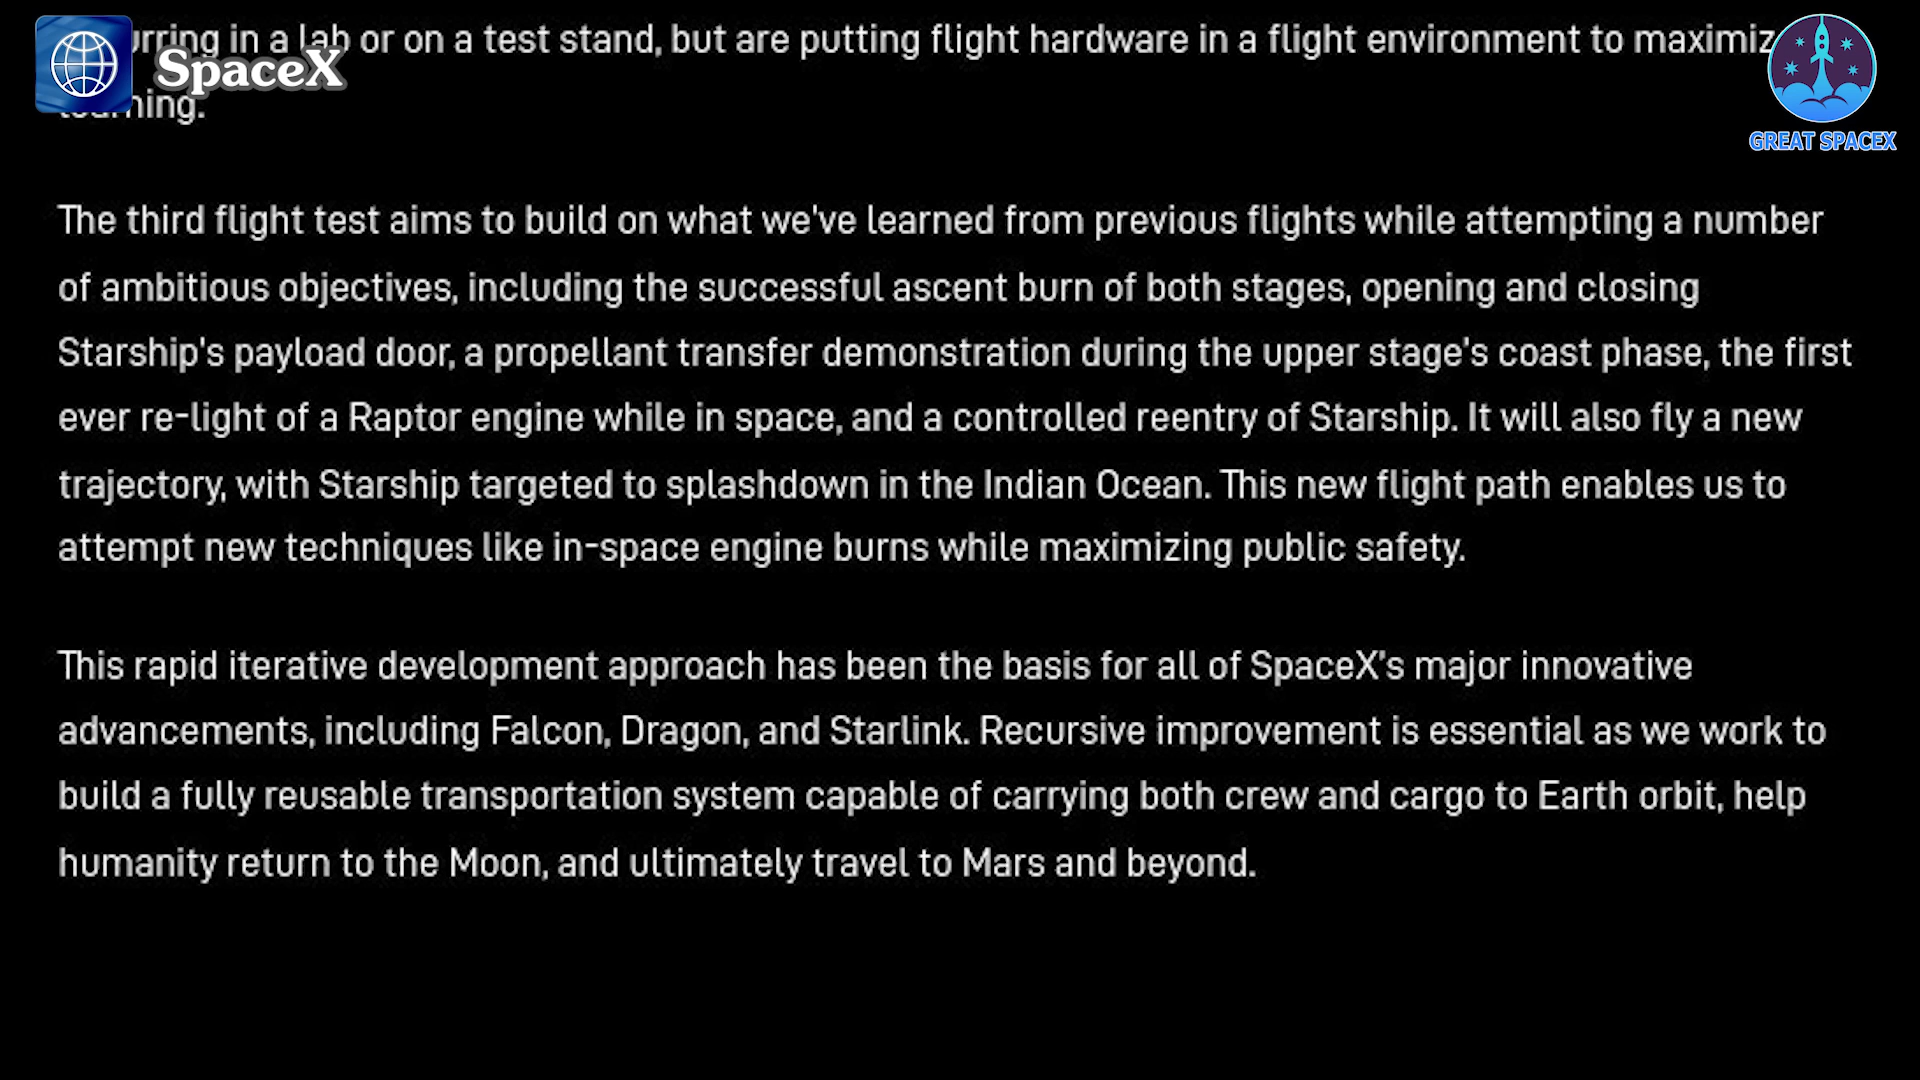 urring in a lab or on a test stand, but are putting flight hardware in a flight environment to maximiz
SpaceX
GREAT SPACEX
The third flight test aims to build on what we've learned from previous flights while attempting a number
of ambitious objectives, including the successful ascent burn of both stages, opening and closing
Starship's payload door, a propellant transfer demonstration during the upper stage's coast phase, the first
ever re-light of a Raptor engine while in space, and a controlled reentry of Starship. It will also fly a new
trajectory, with Starship targeted to splashdown in the Indian Ocean. This new flight path enables us to
attempt new techniques like in-space engine burns while maximizing public safety.
This rapid iterative development approach has been the basis for all of SpaceX's major innovative
advancements, including Falcon, Dragon, and Starlink. Recursive improvement is essential as we work to
build a fully reusable transportation system capable of carrying both crew and cargo to Earth orbit, help
humanity return to the Moon, and ultimately travel to Mars and beyond.